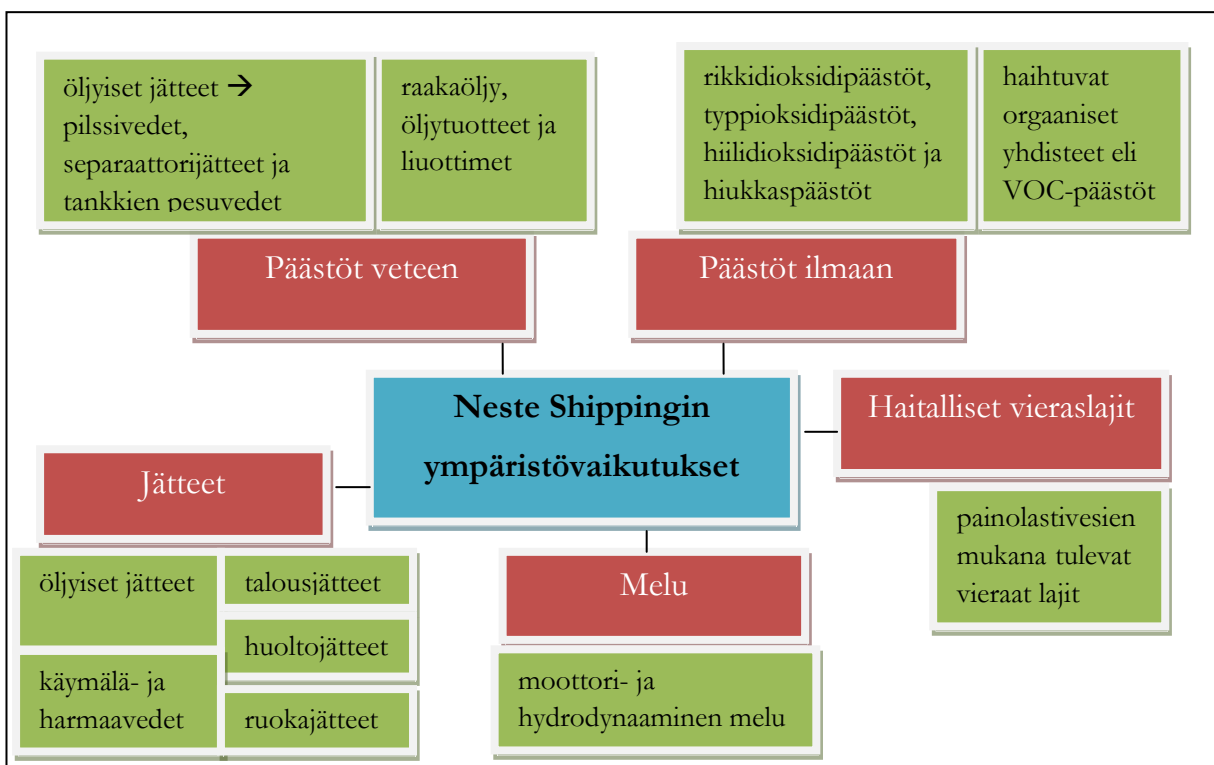 öljyiset jätteet →
pilssivedet,
separaattorijätteet ja
tankkien pesuvedet
raakaöljy,
öljytuotteet ja
liuottimet
rikkidioksidipäästöt,
typpioksidipäästöt,
hiilidioksidipäästöt ja
hiukkaspäästöt
haihtuvat
orgaaniset
yhdisteet eli
VOC-päästöt
Päästöt veteen
Päästöt ilmaan
Neste Shippingin
ympäristövaikutukset
Haitalliset vieraslajit
painolastivesien
mukana tulevat
vieraat lajit
Jätteet
öljyiset jätteet
talousjätteet
huoltojätteet
käymälä- ja
harmaavedet
ruokajätteet
Melu
moottori- ja
hydrodynaaminen melu